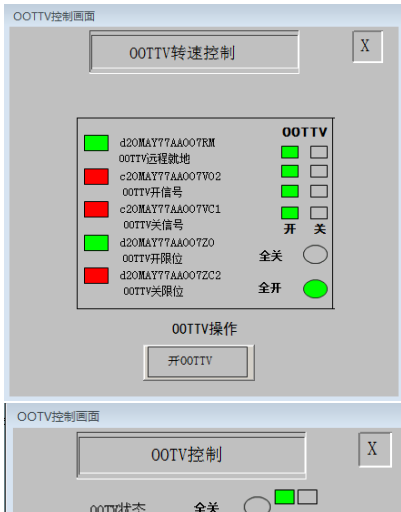 OOTTV控制画面
OOTTV转速控制
X
OOTTV
d20MAY77AA007RM
OOTTV远程就地
c20MAY77AA007VO2
OOTTV开信号
c20MAY77AA007VC1
OOTTV关信号
开 关
d20MAY77AA007ZO
OOTTV开限位
全关
d20MAY77AA007ZC2
OOTTV关限位
全开
OOTTV操作
开OOTTV
OOTV控制画面
OOTV控制
X
OOTV状态
全关